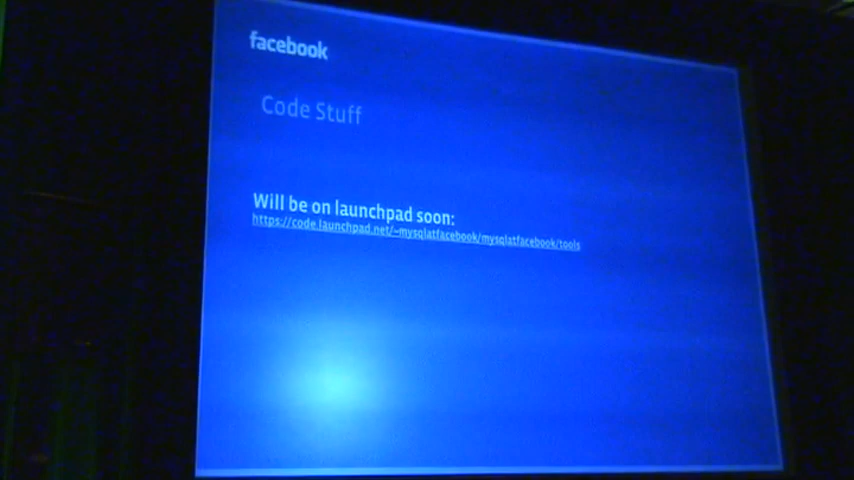 facebook
Code Stuff
Will be on launchpad soon:
https://code.launchpad.net/~mysqlatfacebook/mysqlatfacebook/tools